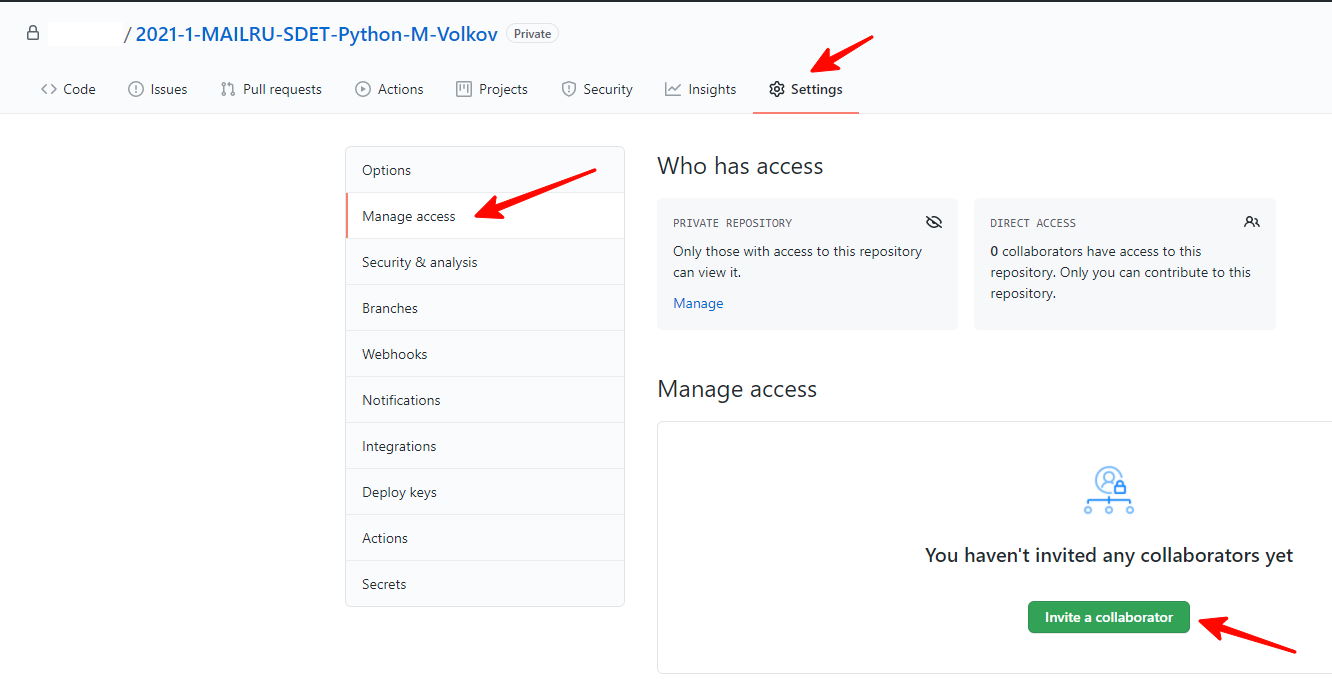 / 2021-1-MAILRU-SDET-Python-M-Volkov Private
Code Issues Pull requests Actions Projects Security Insights Settings
Options
Manage access
Security & analysis
Branches
Webhooks
Notifications
Integrations
Deploy keys
Actions
Secrets
Who has access
PRIVATE REPOSITORY
Only those with access to this repository
can view it.
Manage
DIRECT ACCESS
0 collaborators have access to this
repository. Only you can contribute to this
repository.
Manage access
You haven't invited any collaborators yet
Invite a collaborator